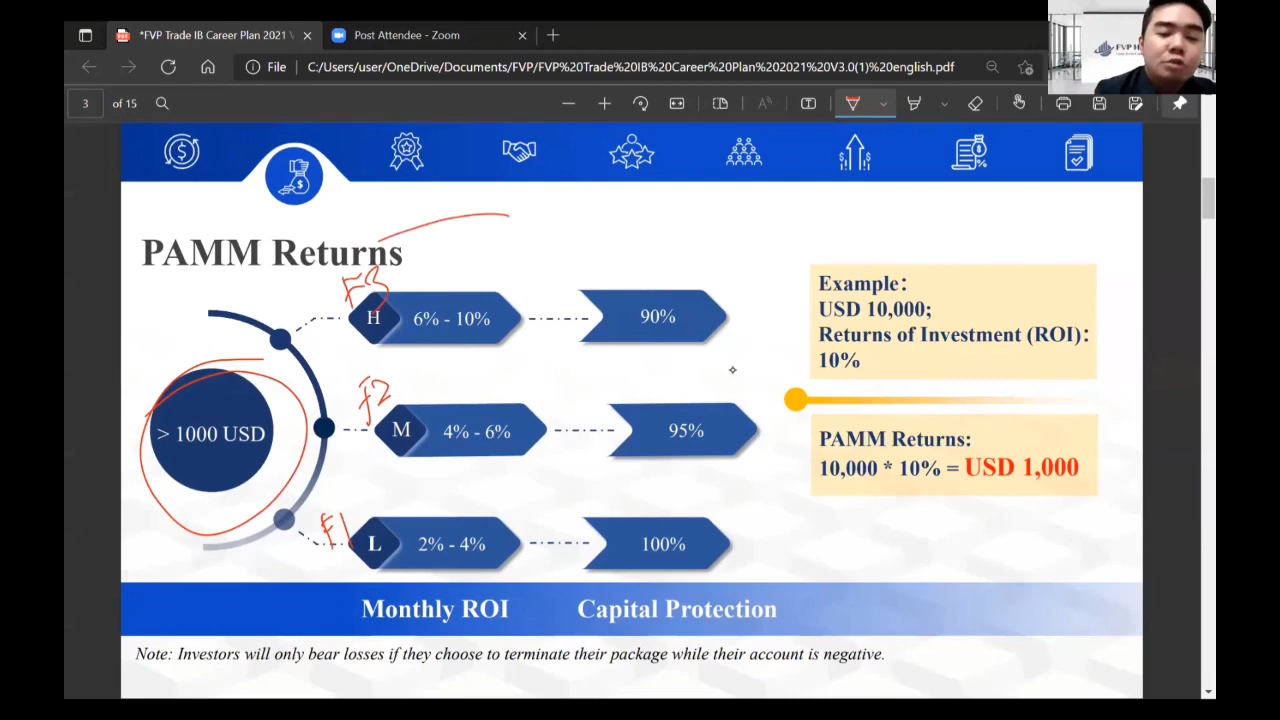 *FVP Trade IB Career Plan 2021 V
Post Attendee - Zoom
File
C:/Users/user/OneDrive/Documents/FVP/FVP%20Trade%20IB%20Career%20Plan%202021%20V3.0(1)%20english.pdf
3 of 15
PAMM Returns
F3
H 6% - 10% 90%
F2
> 1000 USD
M 4% - 6% 95%
F1
L 2% - 4% 100%
Example:
USD 10,000;
Returns of Investment (ROI):
10%
PAMM Returns:
10,000 * 10% = USD 1,000
Monthly ROI Capital Protection
Note: Investors will only bear losses if they choose to terminate their package while their account is negative.